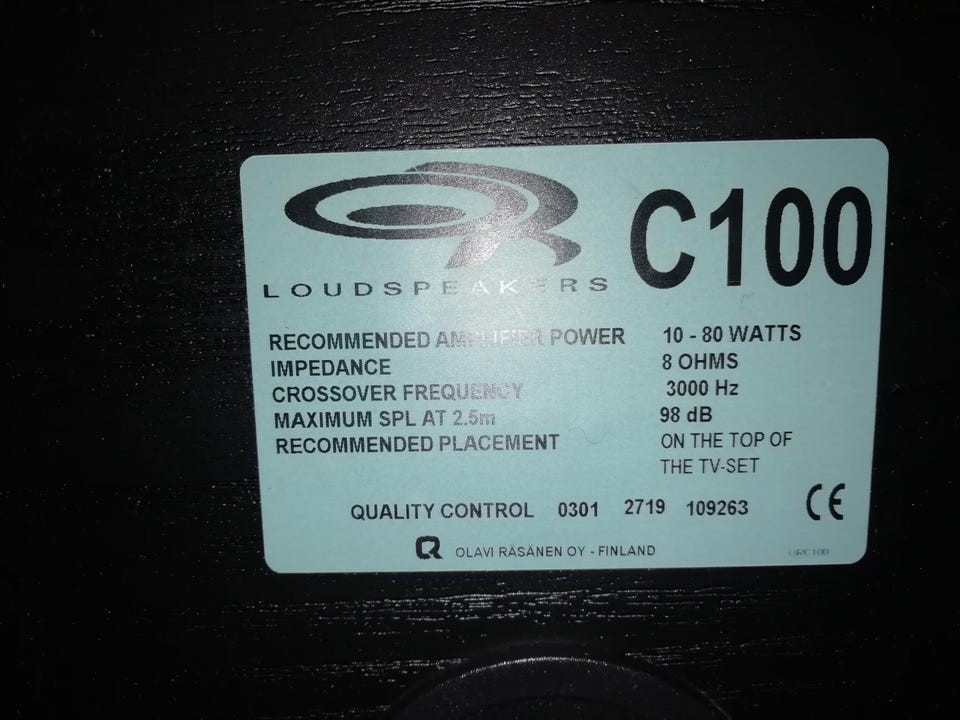 OR C100
LOUDSPEAKERS
RECOMMENDED AMPLIFIER POWER 10 - 80 WATTS
IMPEDANCE 8 OHMS
CROSSOVER FREQUENCY 3000 Hz
MAXIMUM SPL AT 2.5m 98 dB
RECOMMENDED PLACEMENT ON THE TOP OF
THE TV-SET
QUALITY CONTROL 0301 2719 109263 CE
OLAVI RÄSÄNEN OY - FINLAND ORC100